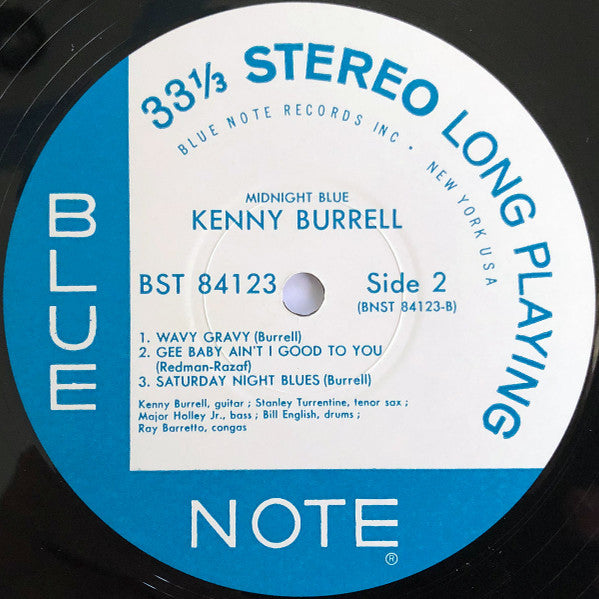 33⅓ STEREO LONG PLAYING
BLUE NOTE RECORDS INC • NEW YORK USA
MIDNIGHT BLUE
KENNY BURRELL
BST 84123 Side 2
(BNST 84123-B)
1. WAVY GRAVY (Burrell)
2. GEE BABY AIN'T I GOOD TO YOU
(Redman-Razaf)
3. SATURDAY NIGHT BLUES (Burrell)
Kenny Burrell, guitar ; Stanley Turrentine, tenor sax ;
Major Holley Jr., bass ; Bill English, drums ;
Ray Barretto, congas
BLUE
NOTE®